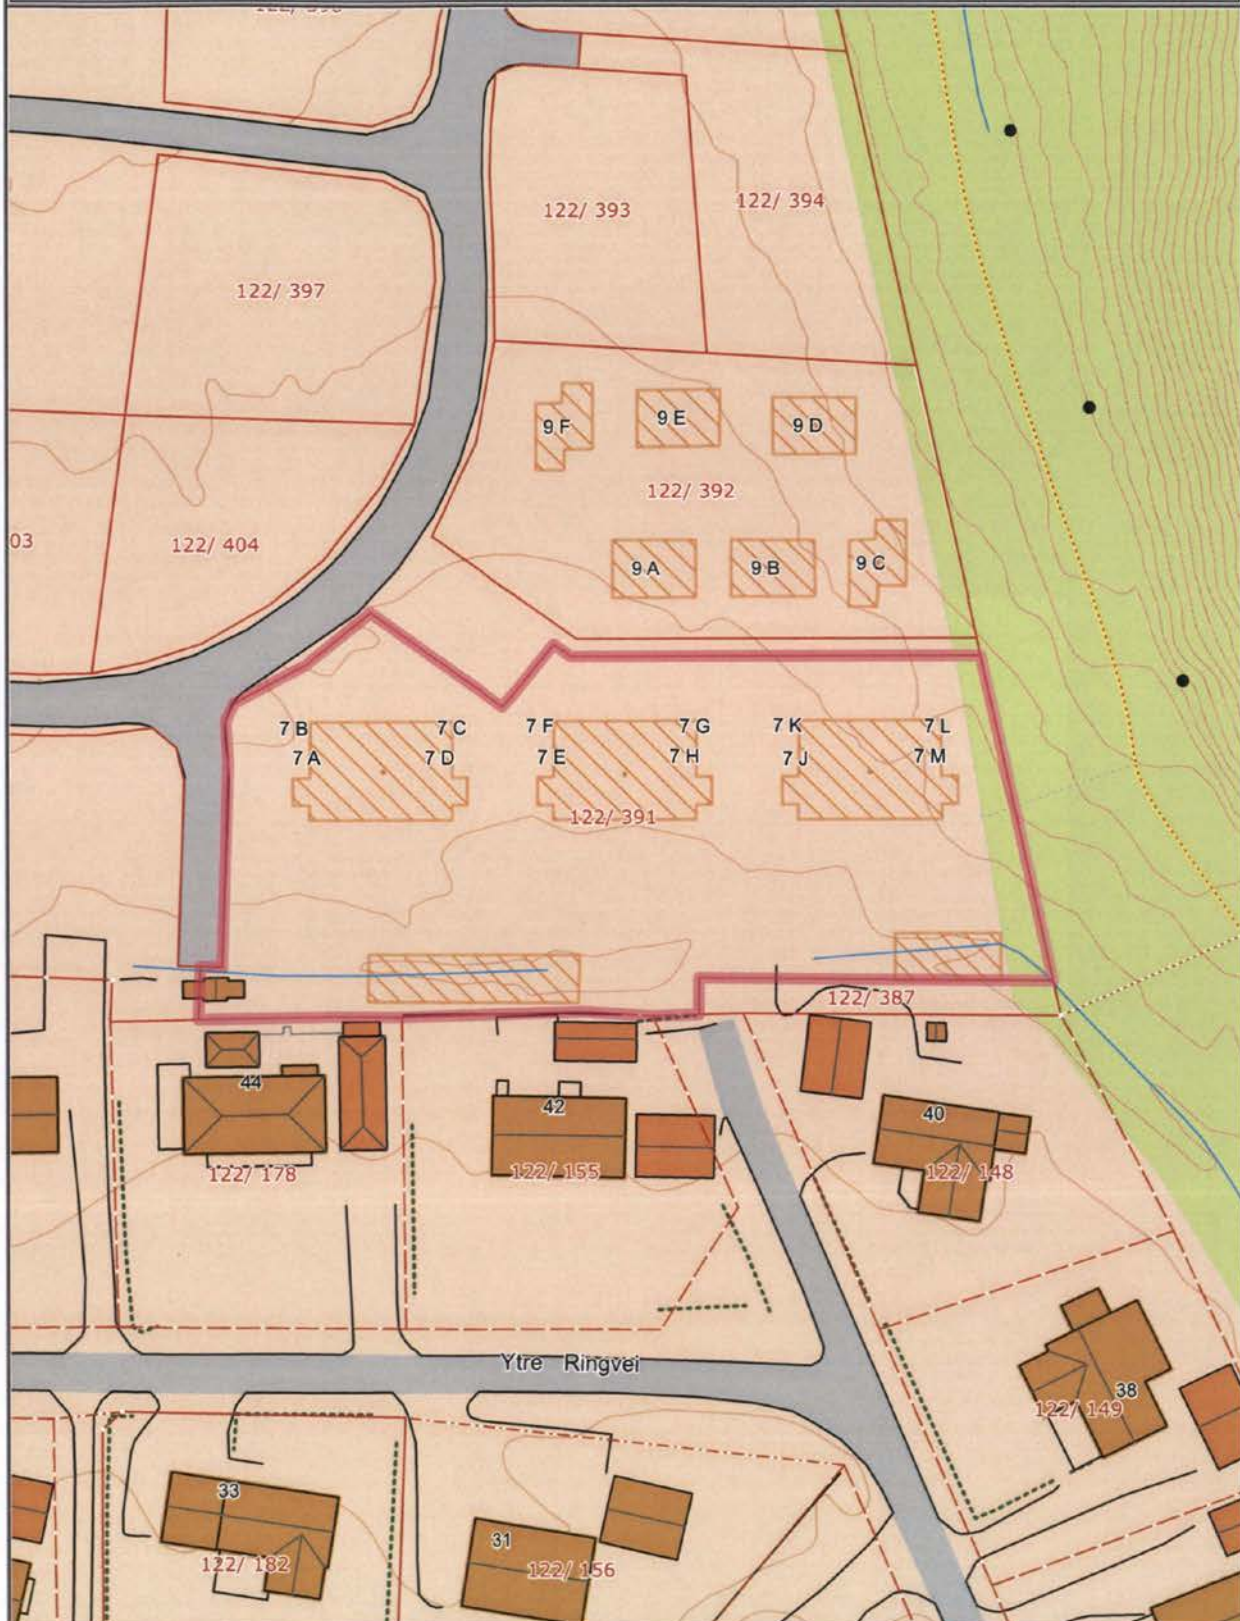 122/ 393
122/ 394
122/ 397
9 F
9 E
9 D
122/ 392
03
122/ 404
9 A
9 B
9 C
7 B
7 C
7 F
7 G
7 K
7 L
7 A
7 D
7 E
7 H
7 J
7 M
122/ 391
122/ 387
44
42
40
122/ 178
122/ 155
122/ 148
Ytre Ringvei
38
122/ 149
33
31
122/ 182
122/ 156